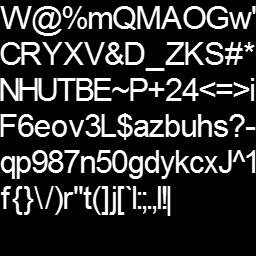 W@%mQMAOGw'
CRYXV&D_ZKS#*
NHUTBE~P+24<=>i
F6eov3L$azbuhs?-
qp987n50gdykcxJ^1
f{}\/)r"t(]j[`I:;.,l!|